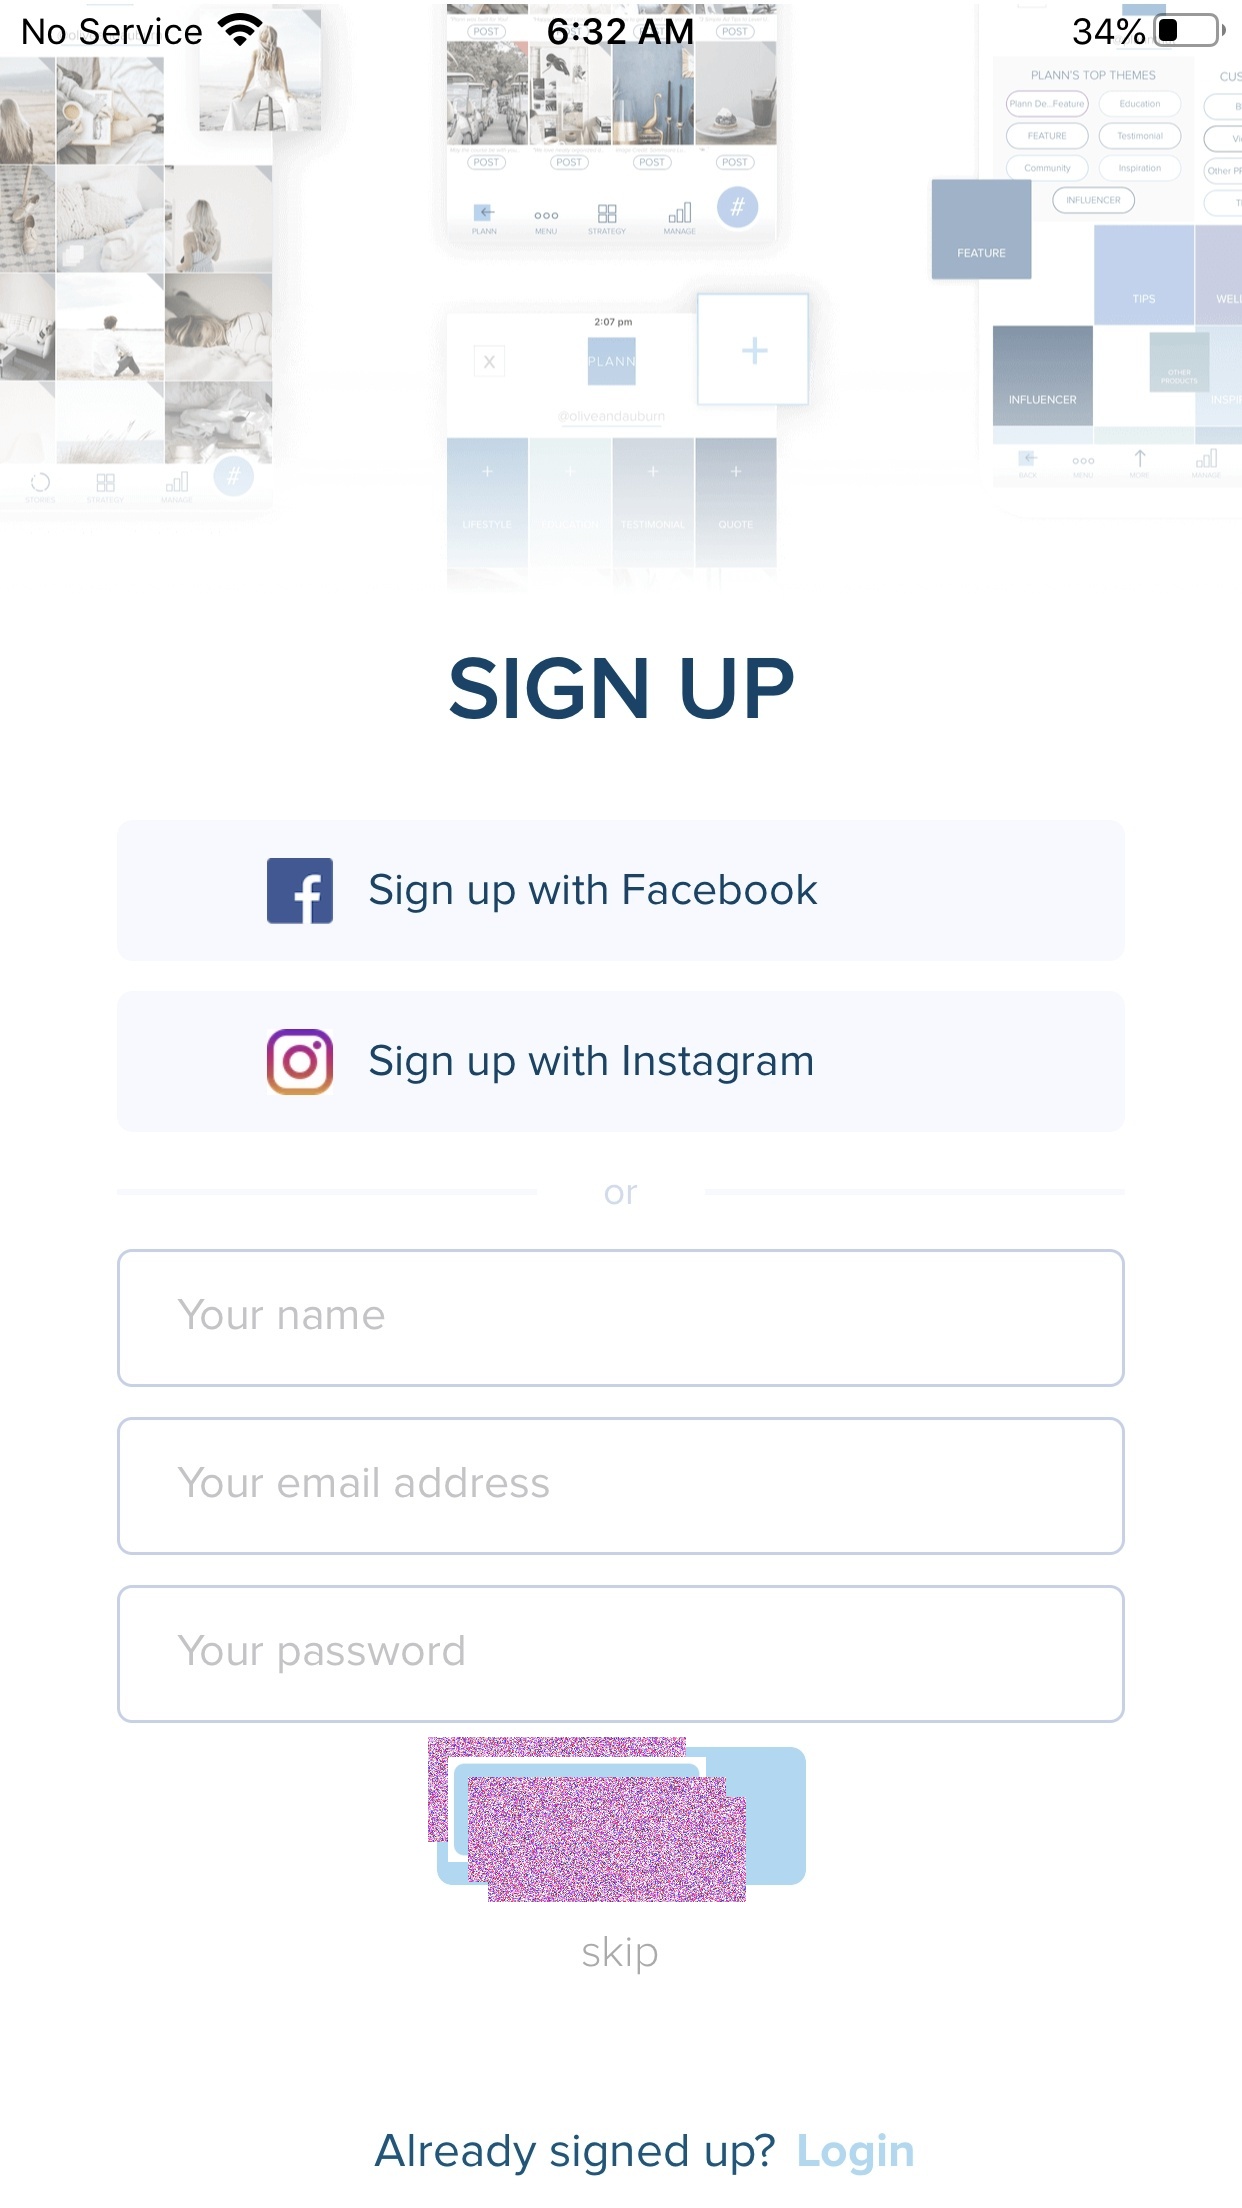 No Service 6:32 AM 34%
POST POST
POST POST POST POST
PLANN MENU STRATEGY MANAGE #
PLANN'S TOP THEMES
Plann De...Feature Education
FEATURE Testimonial
Community Inspiration
INFLUENCER
FEATURE
TIPS
INFLUENCER
OTHER PRODUCTS
BACK MENU MORE MANAGE
STORIES STRATEGY MANAGE #
2:07 pm
X PLANN +
@oliveandauburn
+ + + +
LIFESTYLE EDUCATION TESTIMONIAL QUOTE
SIGN UP
Sign up with Facebook
Sign up with Instagram
or
Your name
Your email address
Your password
skip
Already signed up? Login